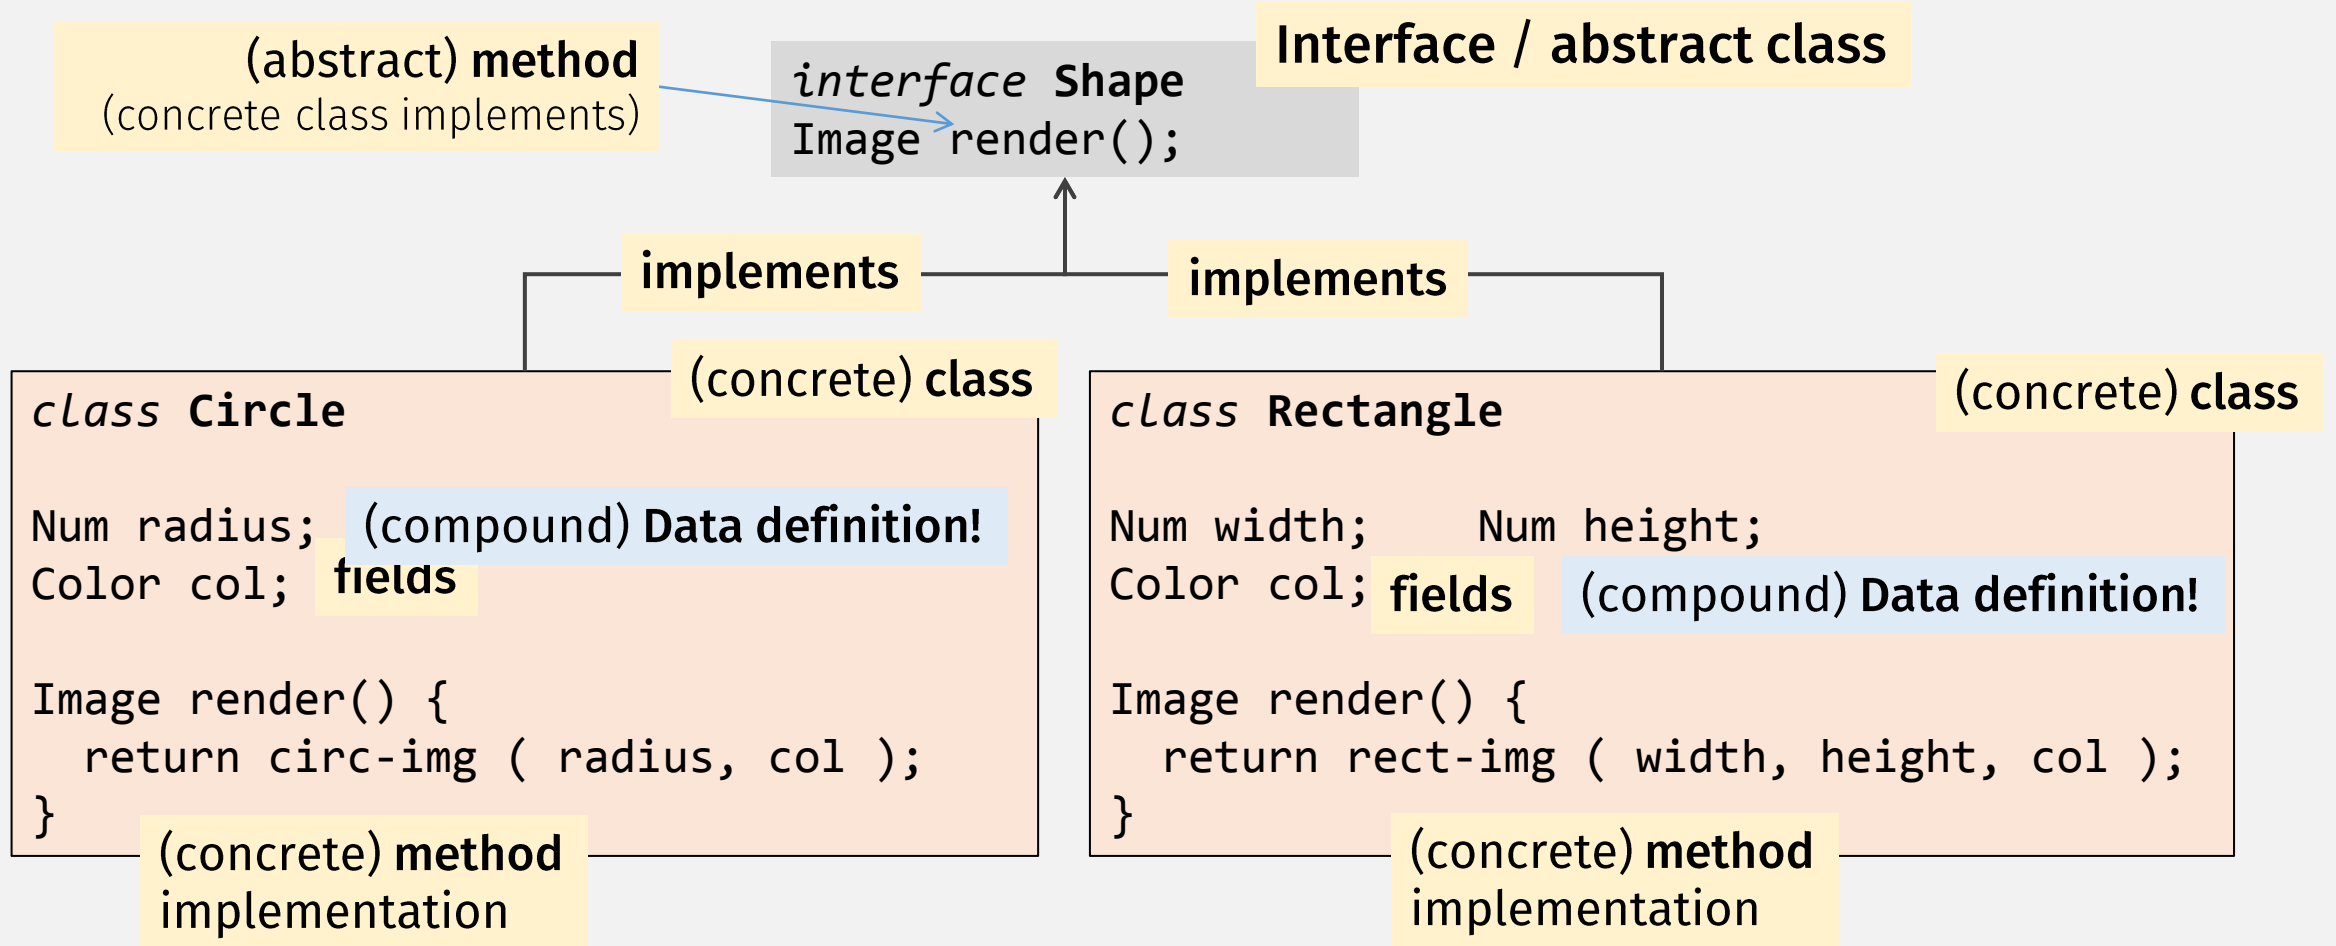 (abstract) method
(concrete class implements)
Interface / abstract class
interface Shape
Image render();
implements
implements
(concrete) class
class Circle
Num radius;
(compound) Data definition!
Color col;
fields
Image render() {
return circ-img ( radius, col );
}
(concrete) method
implementation
(concrete) class
class Rectangle
Num width; Num height;
Color col;
fields
(compound) Data definition!
Image render() {
return rect-img ( width, height, col );
}
(concrete) method
implementation